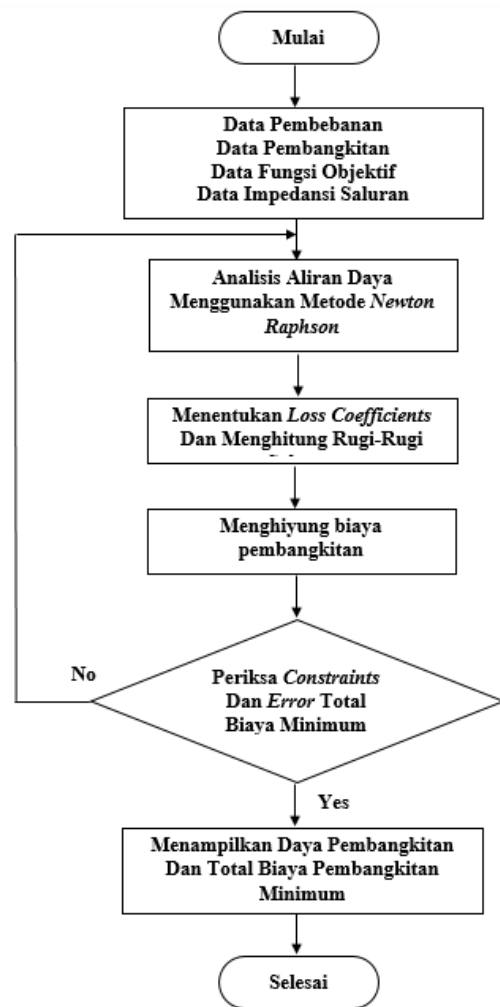 Mulai
Data Pembebanan
Data Pembangkitan
Data Fungsi Objektif
Data Impedansi Saluran
Analisis Aliran Daya
Menggunakan Metode Newton
Raphson
Menentukan Loss Coefficients
Dan Menghitung Rugi-Rugi
Menghiyung biaya
pembangkitan
No
Periksa Constraints
Dan Error Total
Biaya Minimum
Yes
Menampilkan Daya Pembangkitan
Dan Total Biaya Pembangkitan
Minimum
Selesai